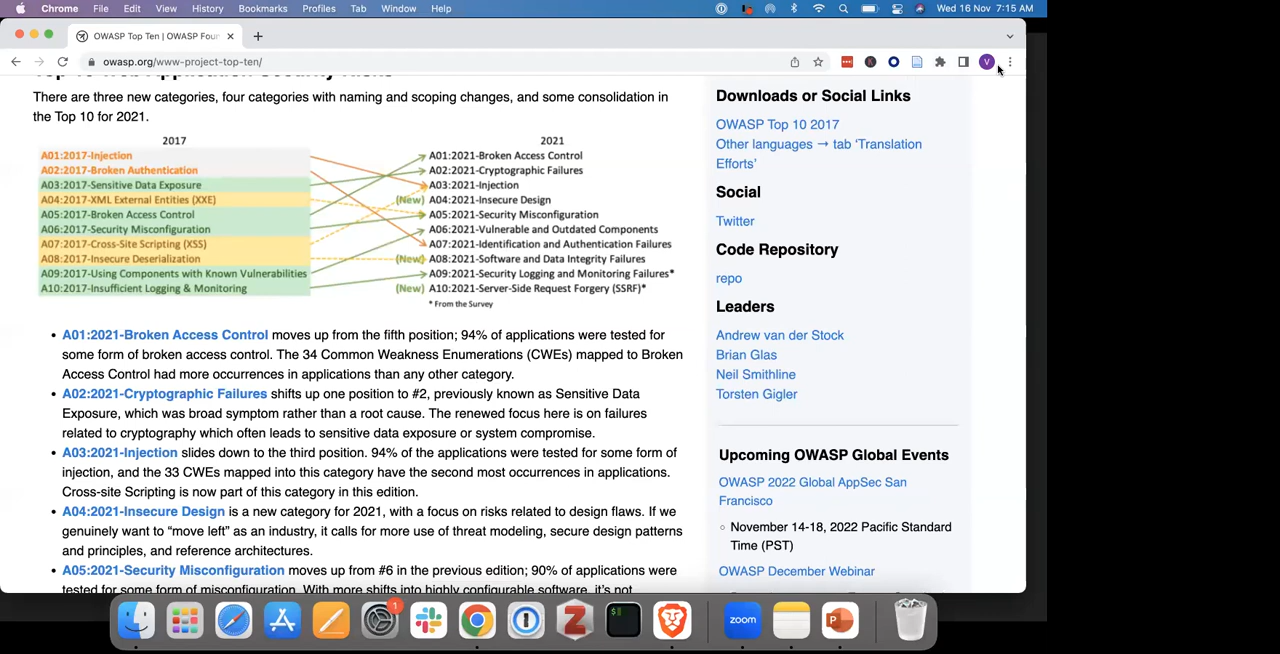 Chrome File Edit View History Bookmarks Profiles Tab Window Help Wed 16 Nov 7:15 AM
OWASP Top Ten | OWASP Four
owasp.org/www-project-top-ten/
V
There are three new categories, four categories with naming and scoping changes, and some consolidation in
the Top 10 for 2021.
2017
2021
A01:2017-Injection
A02:2017-Broken Authentication
A03:2017-Sensitive Data Exposure
A04:2017-XML External Entities (XXE)
A05:2017-Broken Access Control
A06:2017-Security Misconfiguration
A07:2017-Cross-Site Scripting (XSS)
A08:2017-Insecure Deserialization
A09:2017-Using Components with Known Vulnerabilities
A10:2017-Insufficient Logging & Monitoring
A01:2021-Broken Access Control
A02:2021-Cryptographic Failures
A03:2021-Injection
(New) A04:2021-Insecure Design
A05:2021-Security Misconfiguration
A06:2021-Vulnerable and Outdated Components
A07:2021-Identification and Authentication Failures
(New) A08:2021-Software and Data Integrity Failures
A09:2021-Security Logging and Monitoring Failures*
(New) A10:2021-Server-Side Request Forgery (SSRF)*
* From the Survey
• A01:2021-Broken Access Control moves up from the fifth position; 94% of applications were tested for
some form of broken access control. The 34 Common Weakness Enumerations (CWEs) mapped to Broken
Access Control had more occurrences in applications than any other category.
• A02:2021-Cryptographic Failures shifts up one position to #2, previously known as Sensitive Data
Exposure, which was broad symptom rather than a root cause. The renewed focus here is on failures
related to cryptography which often leads to sensitive data exposure or system compromise.
• A03:2021-Injection slides down to the third position. 94% of the applications were tested for some form of
injection, and the 33 CWEs mapped into this category have the second most occurrences in applications.
Cross-site Scripting is now part of this category in this edition.
• A04:2021-Insecure Design is a new category for 2021, with a focus on risks related to design flaws. If we
genuinely want to “move left” as an industry, it calls for more use of threat modeling, secure design patterns
and principles, and reference architectures.
• A05:2021-Security Misconfiguration moves up from #6 in the previous edition; 90% of applications were
tested for some form of misconfiguration. With more shifts into highly configurable software, it's not
Downloads or Social Links
OWASP Top 10 2017
Other languages → tab ‘Translation
Efforts’
Social
Twitter
Code Repository
repo
Leaders
Andrew van der Stock
Brian Glas
Neil Smithline
Torsten Gigler
Upcoming OWASP Global Events
OWASP 2022 Global AppSec San
Francisco
November 14-18, 2022 Pacific Standard
Time (PST)
OWASP December Webinar
1
zoom